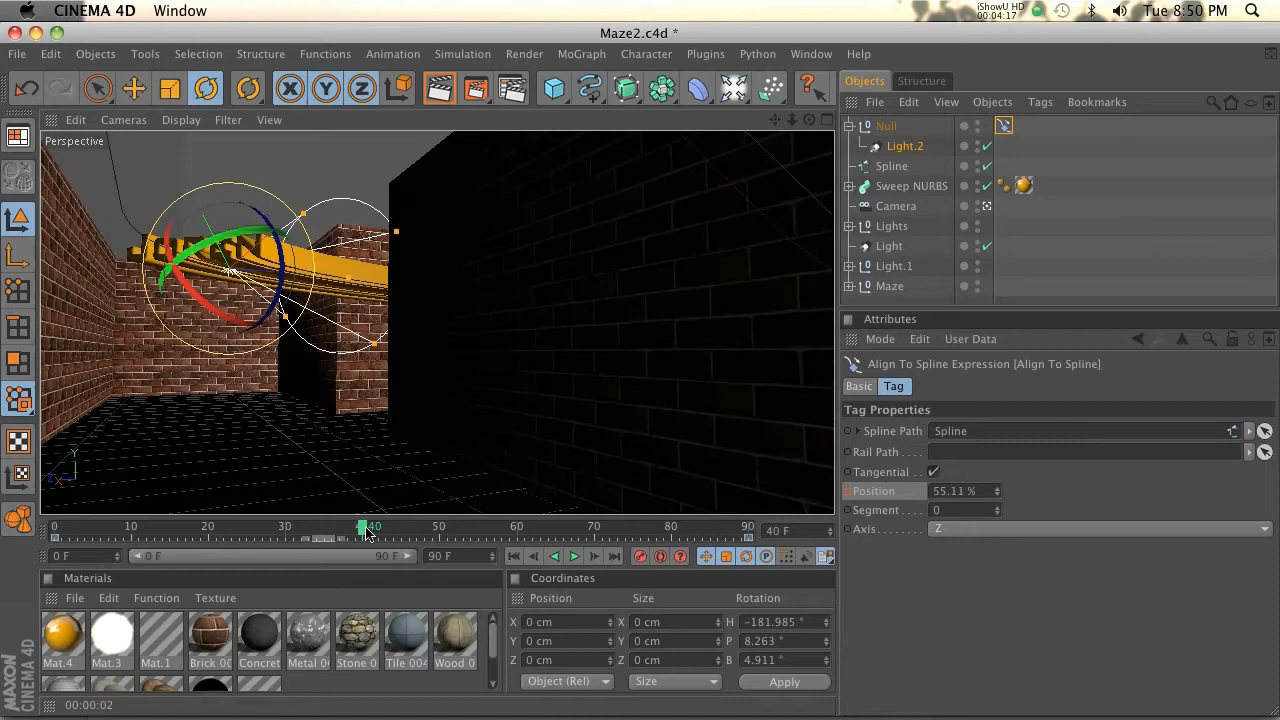 CINEMA 4D Window
iShowU HD
00:04:17
Tue 8:50 PM
Maze2.c4d *
File Edit Objects Tools Selection Structure Functions Animation Simulation Render MoGraph Character Plugins Python Window Help
X Y Z
Objects Structure
File Edit View Objects Tags Bookmarks
Edit Cameras Display Filter View
Perspective
Null
Light.2
Spline
Sweep NURBS
Camera
Lights
Light
Light.1
Maze
Attributes
Mode Edit User Data
Align To Spline Expression [Align To Spline]
Basic Tag
Tag Properties
Spline Path Spline
Rail Path . . . .
Tangential . .
Position 55.11 %
Segment . . 0
Axis. . . . . . . . Z
Y
Z X
0 10 20 30 40 50 60 70 80 90 40 F
0 F 0 F 90 F 90 F
Materials
File Edit Function Texture
Mat.4 Mat.3 Mat.1 Brick 00 Concret Metal 00 Stone 0 Tile 004 Wood 0
Coordinates
Position Size Rotation
X 0 cm X 0 cm H -181.985 °
Y 0 cm Y 0 cm P 8.263 °
Z 0 cm Z 0 cm B 4.911 °
Object (Rel) Size Apply
MAXON
CINEMA 4D
00:00:02